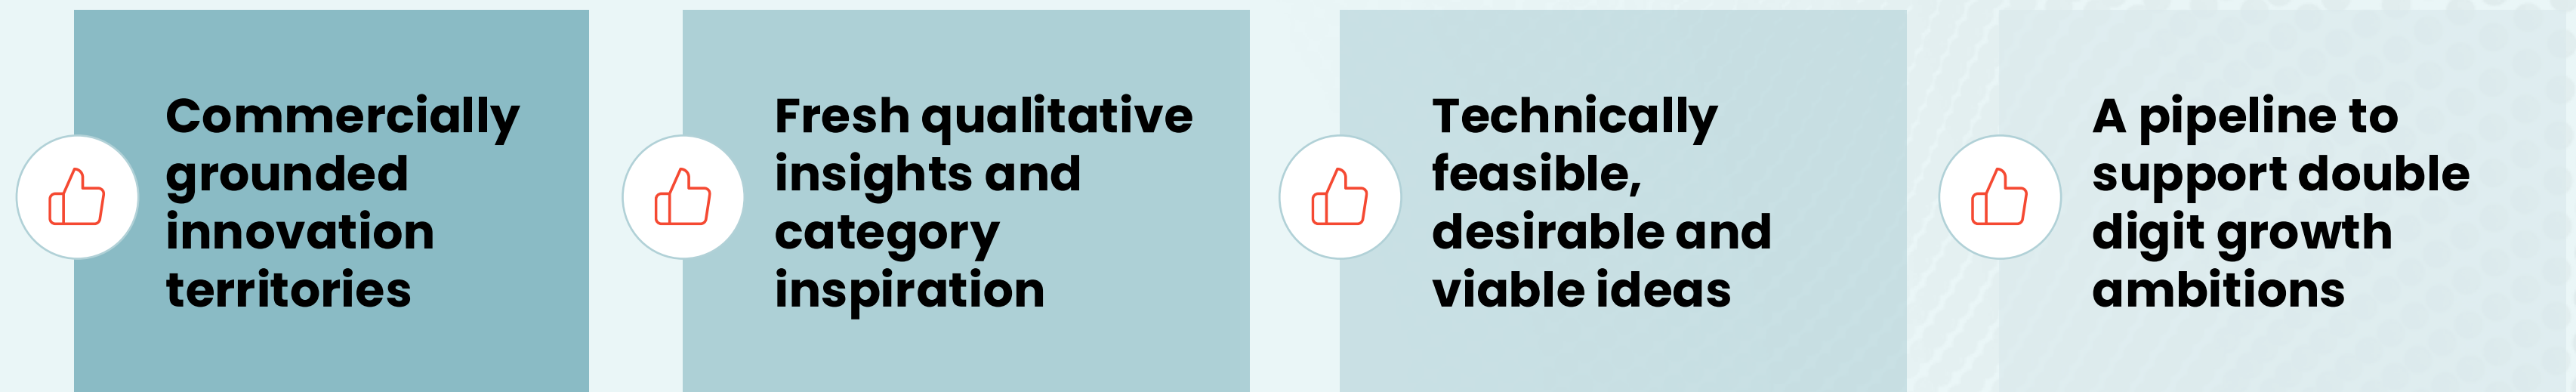 Commercially
grounded
innovation
territories
Fresh qualitative
insights and
category
inspiration
Technically
feasible,
desirable and
viable ideas
A pipeline to
support double
digit growth
ambitions